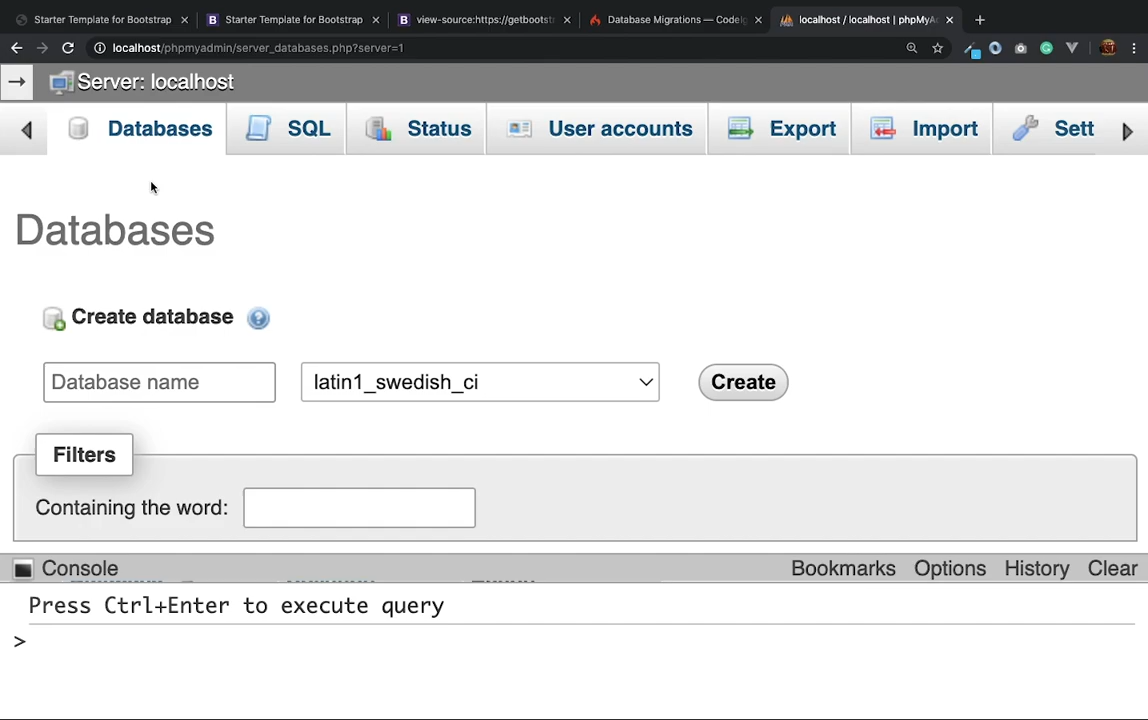 Starter Template for Bootstrap
Starter Template for Bootstrap
view-source:https://getbootst
Database Migrations — CodeIg
localhost / localhost | phpMyA
localhost/phpmyadmin/server_databases.php?server=1
Server: localhost
Databases SQL Status User accounts Export Import Sett
Databases
Create database
Database name latin1_swedish_ci Create
Filters
Containing the word:
Console Bookmarks Options History Clear
Press Ctrl+Enter to execute query
>